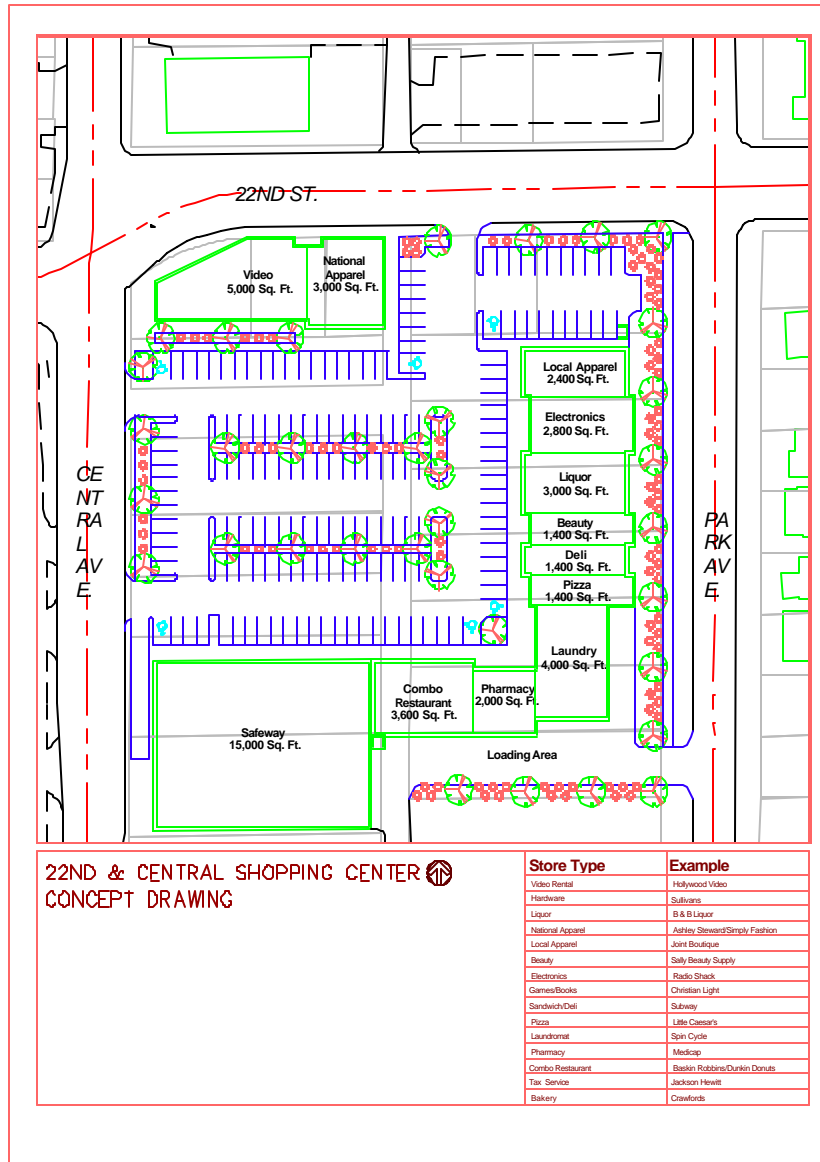 22ND ST.
Video
5,000 Sq. Ft.
National
Apparel
3,000 Sq. Ft.
Local Apparel
2,400 Sq. Ft.
Electronics
2,800 Sq. Ft.
Liquor
3,000 Sq. Ft.
Beauty
1,400 Sq. Ft.
Deli
1,400 Sq. Ft.
Pizza
1,400 Sq. Ft.
Laundry
4,000 Sq. Ft.
CE
NT
RA
L
AV
E.
PA
RK
AV
E.
Combo
Restaurant
3,600 Sq. Ft.
Pharmacy
2,000 Sq. Ft.
Safeway
15,000 Sq. Ft.
Loading Area
22ND & CENTRAL SHOPPING CENTER
CONCEPT DRAWING
Store Type Example
Video Rental Hollywood Video
Hardware Sullivans
Liquor B & B Liquor
National Apparel Ashley Steward/Simply Fashion
Local Apparel Joint Boutique
Beauty Sally Beauty Supply
Electronics Radio Shack
Games/Books Christian Light
Sandwich/Deli Subway
Pizza Little Caesar's
Laundromat Spin Cycle
Pharmacy Medicap
Combo Restaurant Baskin Robbins/Dunkin Donuts
Tax Service Jackson Hewitt
Bakery Crawfords